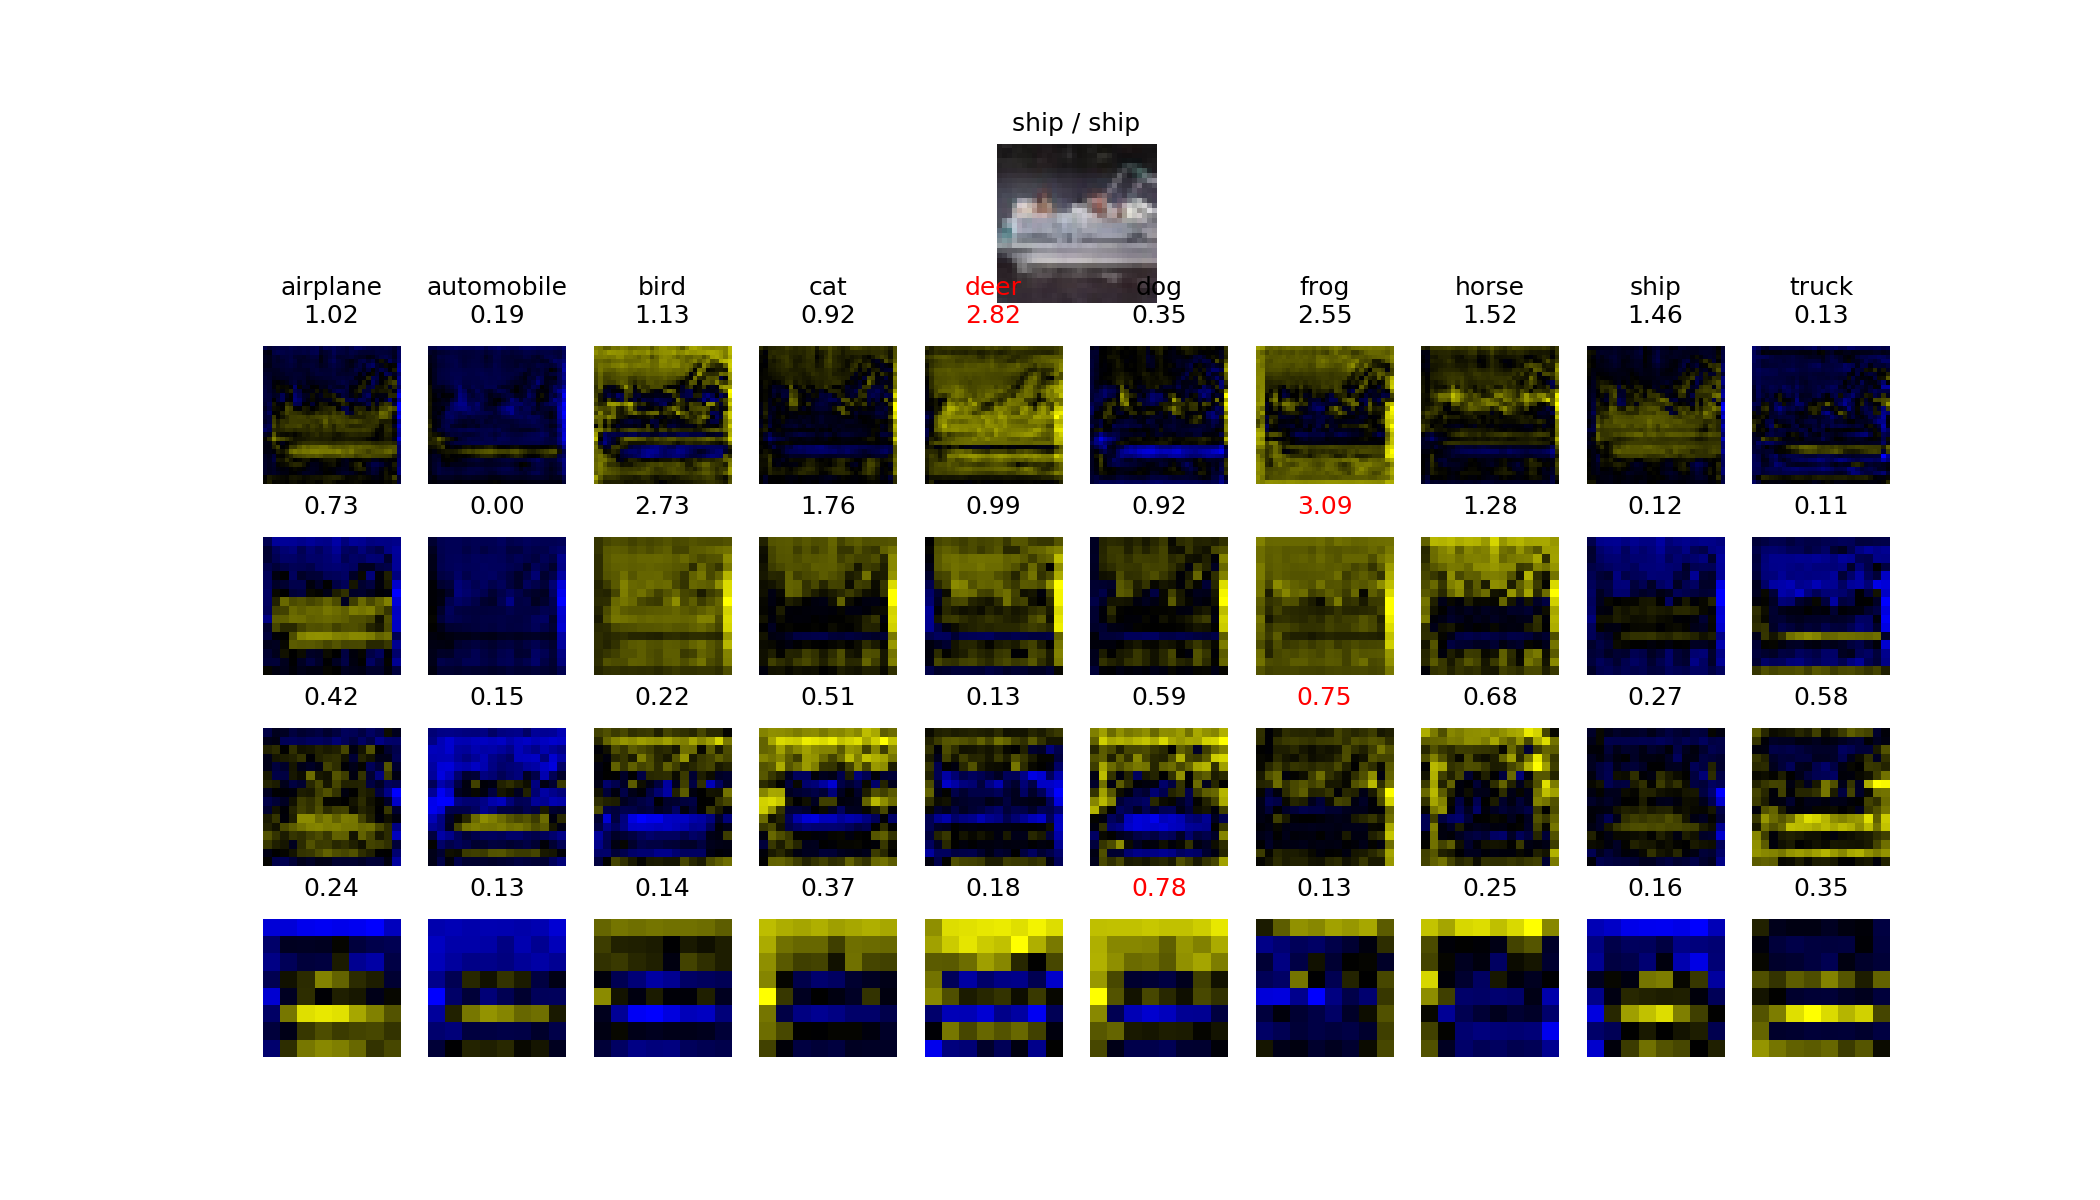 ship / ship
airplane automobile bird cat deer dog frog horse ship truck
1.02 0.19 1.13 0.92 2.82 0.35 2.55 1.52 1.46 0.13
0.73 0.00 2.73 1.76 0.99 0.92 3.09 1.28 0.12 0.11
0.42 0.15 0.22 0.51 0.13 0.59 0.75 0.68 0.27 0.58
0.24 0.13 0.14 0.37 0.18 0.78 0.13 0.25 0.16 0.35